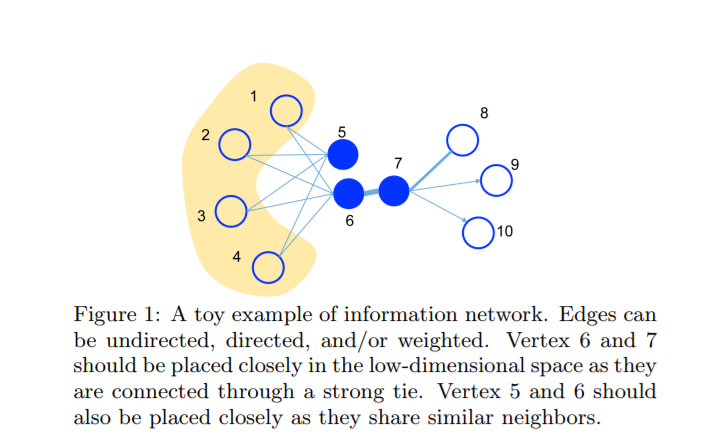 1
8
2
5
7
9
3
6
10
4
Figure 1: A toy example of information network. Edges can
be undirected, directed, and/or weighted. Vertex 6 and 7
should be placed closely in the low-dimensional space as they
are connected through a strong tie. Vertex 5 and 6 should
also be placed closely as they share similar neighbors.